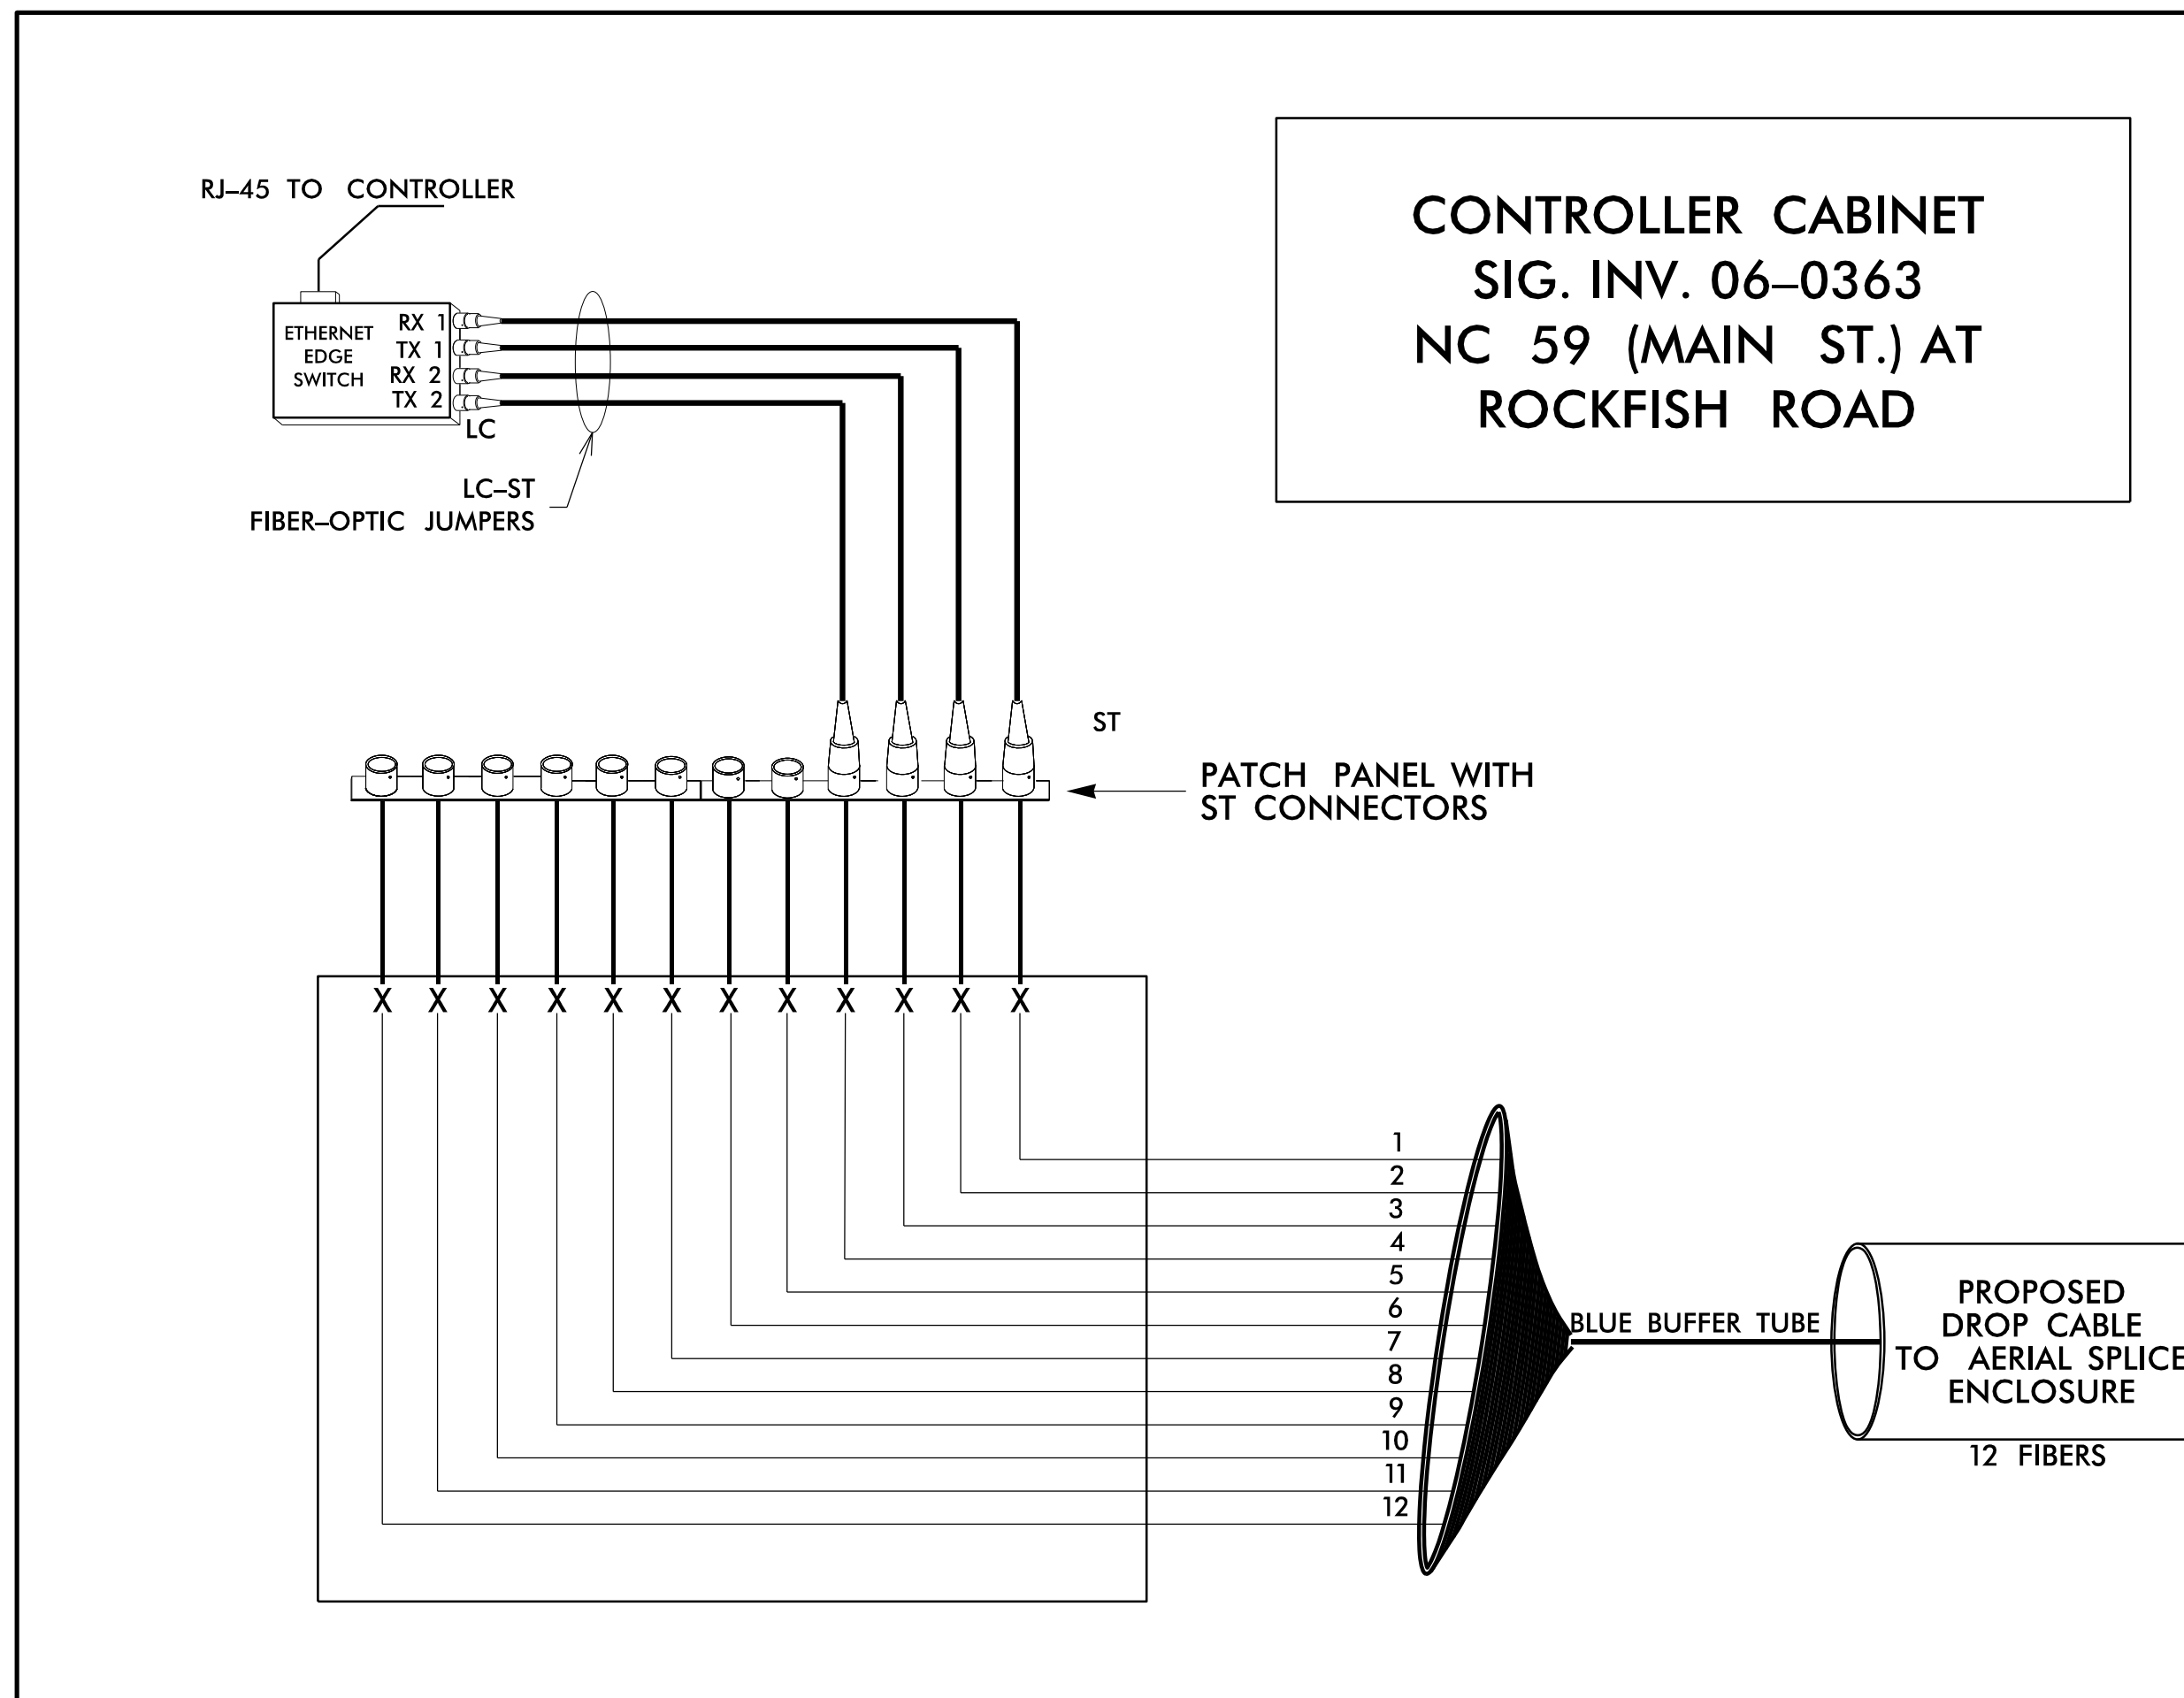 CONTROLLER CABINET
SIG. INV. 06–0363
NC 59 (MAIN ST.) AT
ROCKFISH ROAD
RJ–45 TO CONTROLLER
ETHERNET
EDGE
SWITCH
RX 1
TX 1
RX 2
TX 2
LC
LC–ST
FIBER–OPTIC JUMPERS
ST
PATCH PANEL WITH
ST CONNECTORS
X X X X X X X X X X X X
1
2
3
4
5
6
7
8
9
10
11
12
BLUE BUFFER TUBE
PROPOSED
DROP CABLE
TO AERIAL SPLICE
ENCLOSURE
12 FIBERS